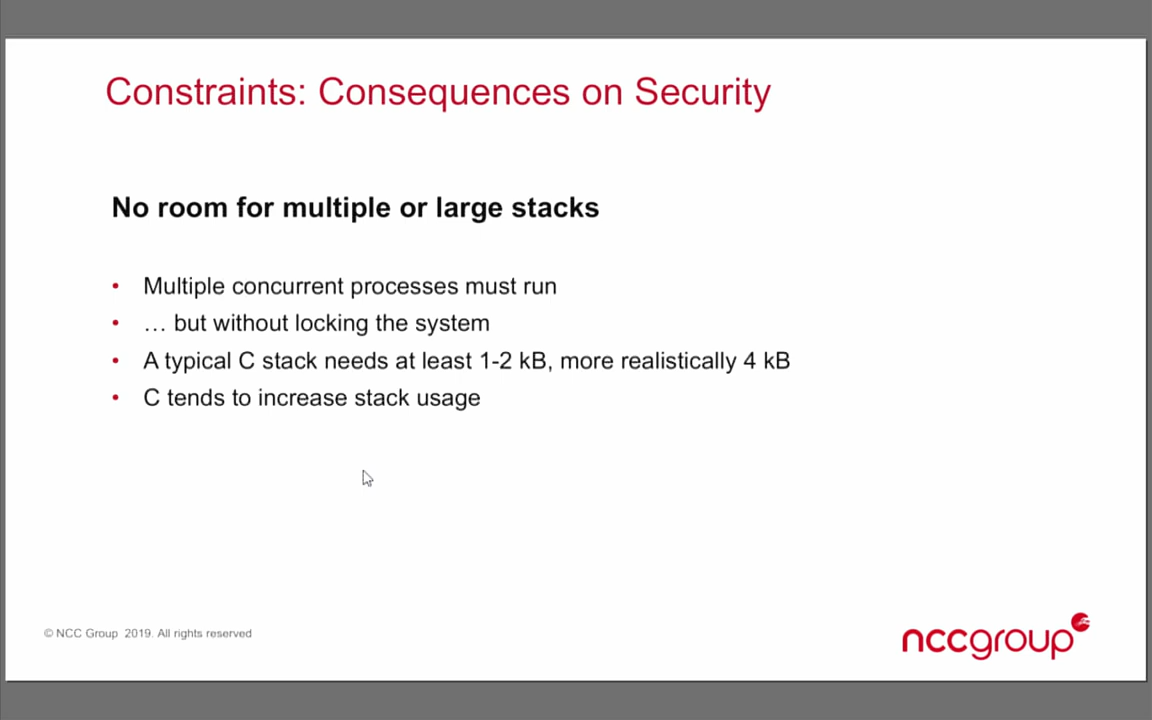 Constraints: Consequences on Security
No room for multiple or large stacks
• Multiple concurrent processes must run
• … but without locking the system
• A typical C stack needs at least 1-2 kB, more realistically 4 kB
• C tends to increase stack usage
© NCC Group 2019. All rights reserved
nccgroup